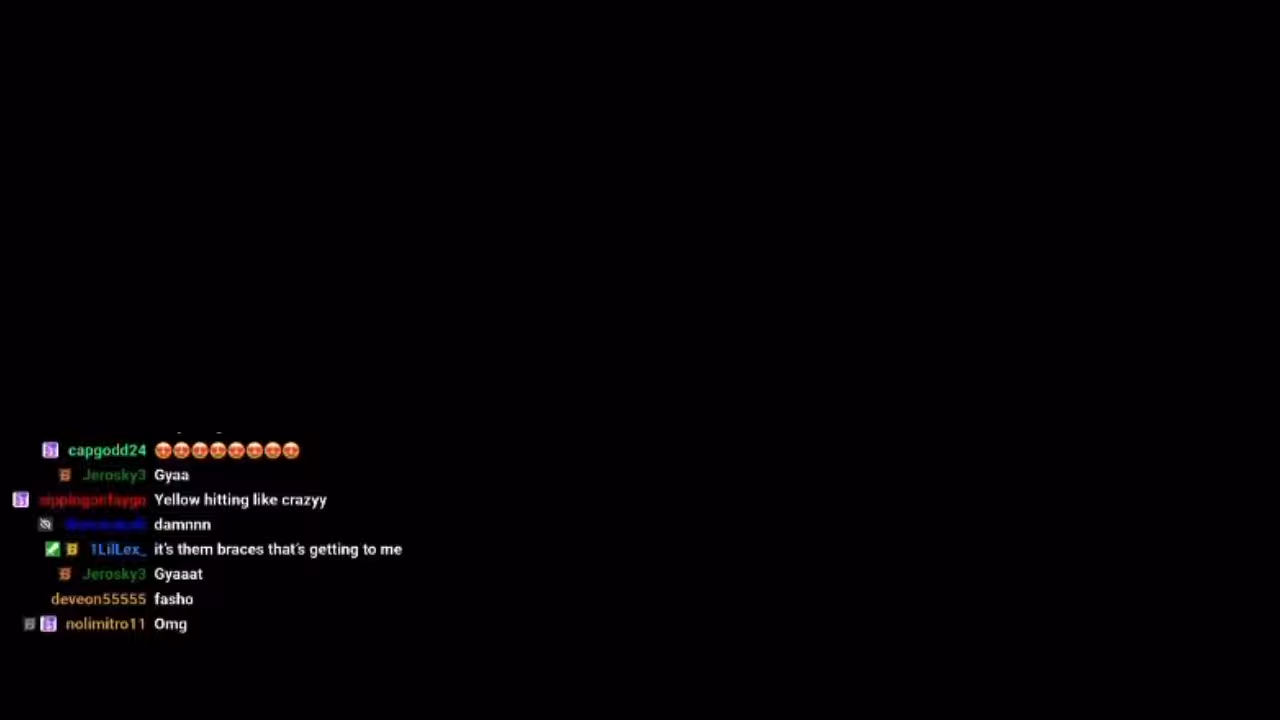 capgodd24 😍😍😍😍😍😍😍😍
Jerosky3 Gyaa
sippingonfaygo Yellow hitting like crazyy
damnnn
1LilLex_ it's them braces that's getting to me
Jerosky3 Gyaaat
deveon55555 fasho
nolimitro11 Omg